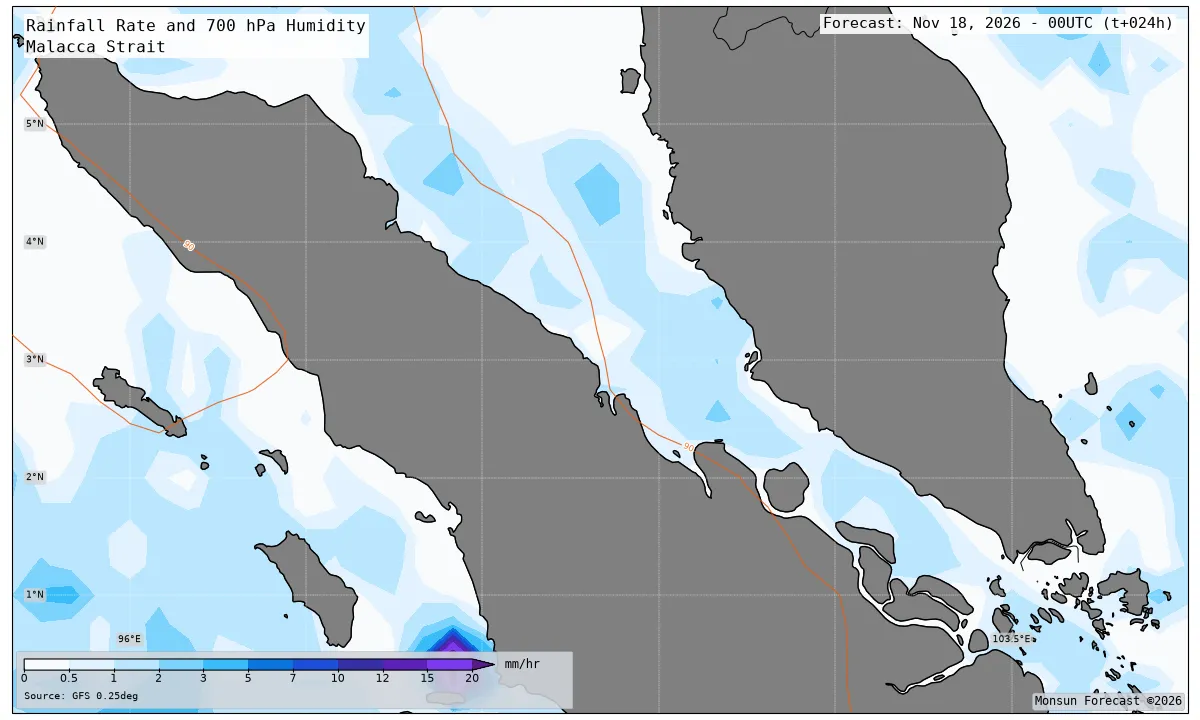 Rainfall Rate and 700 hPa Humidity
Malacca Strait
Forecast: Nov 18, 2026 - 00UTC (t+024h)
5°N
4°N
90
3°N
90
2°N
1°N
96°E
103.5°E
mm/hr
0 0.5 1 2 3 5 7 10 12 15 20
Source: GFS 0.25deg
Monsun Forecast ©2026